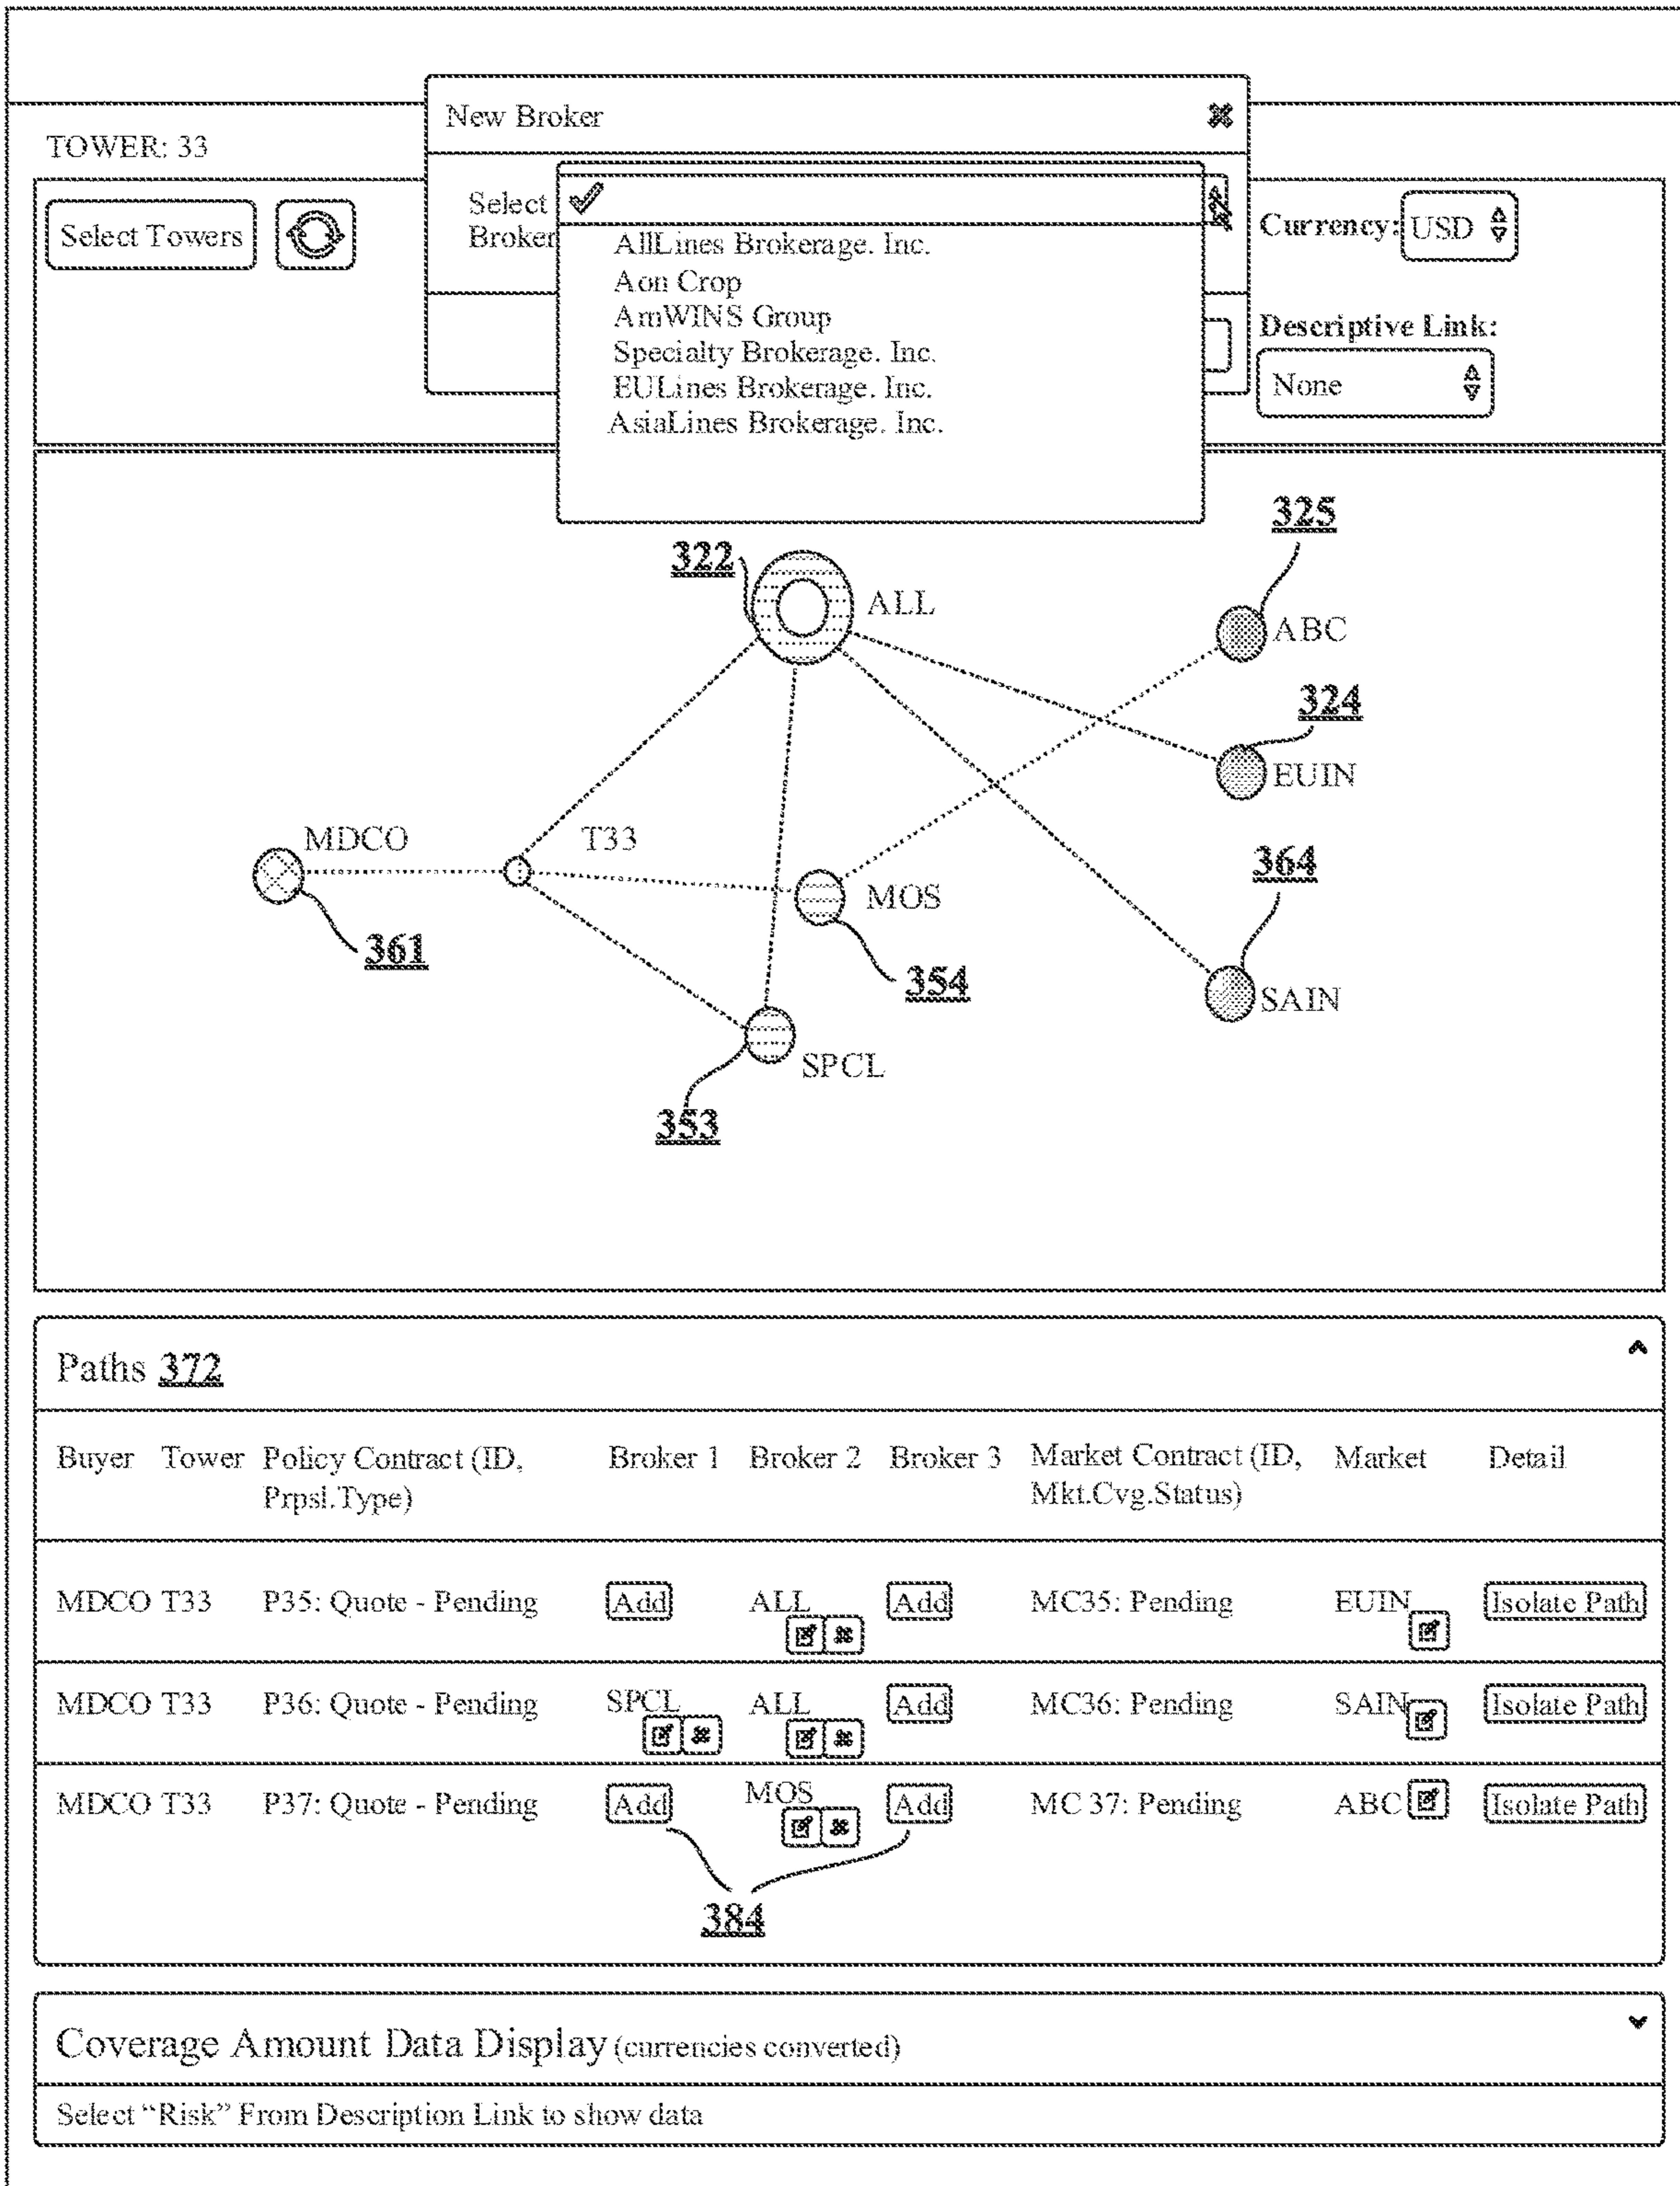 New Broker
TOWER: 33
Select Towers
Select
Broker
AllLines Brokerage. Inc.
Aon Crop
AmWINS Group
Specialty Brokerage. Inc.
EULines Brokerage. Inc.
AsiaLines Brokerage. Inc.
Currency: USD
Descriptive Link:
None
325
322
ALL
ABC
324
EUIN
MDCO
T33
364
MOS
361
354
SAIN
SPCL
353
Paths 372
Buyer Tower Policy Contract (ID, Broker 1 Broker 2 Broker 3 Market Contract (ID, Market Detail
Prpsl.Type) Mkt.Cvg.Status)
MDCO T33 P35: Quote - Pending Add ALL Add MC35: Pending EUIN Isolate Path
MDCO T33 P36: Quote - Pending SPCL ALL Add MC36: Pending SAIN Isolate Path
MDCO T33 P37: Quote - Pending Add MOS Add MC 37: Pending ABC Isolate Path
384
Coverage Amount Data Display (currencies converted)
Select “Risk” From Description Link to show data